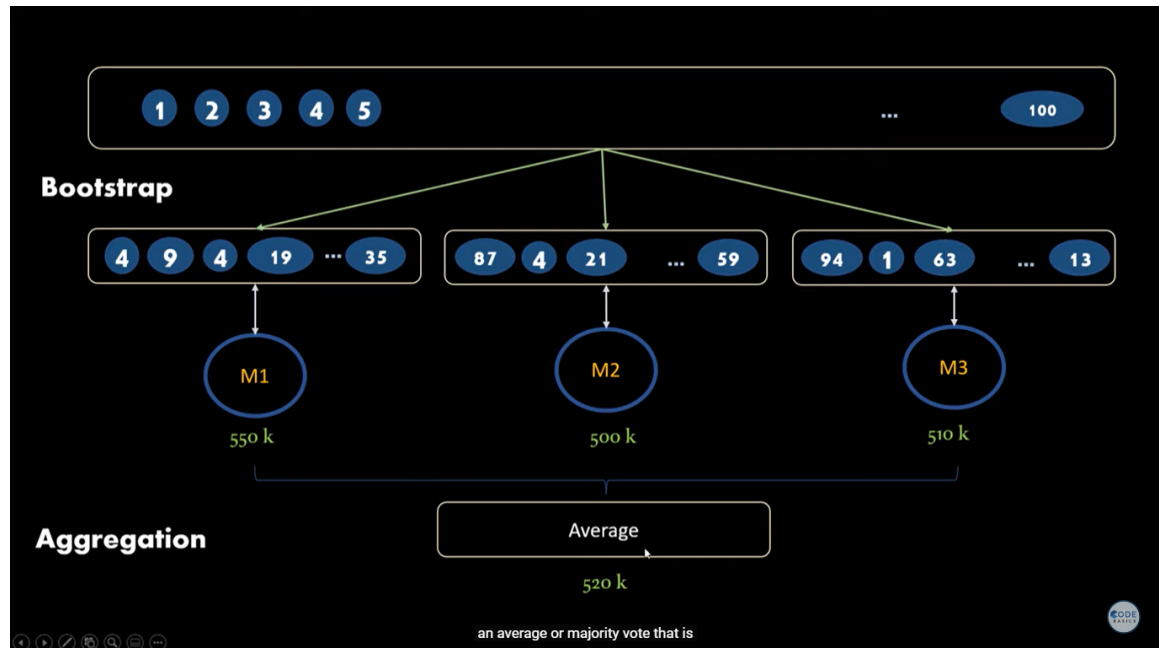 1 2 3 4 5 ... 100
Bootstrap
4 9 4 19 ... 35
87 4 21 ... 59
94 1 63 ... 13
M1 M2 M3
550 k 500 k 510 k
Average
Aggregation
520 k
an average or majority vote that is
CODE
BASICS